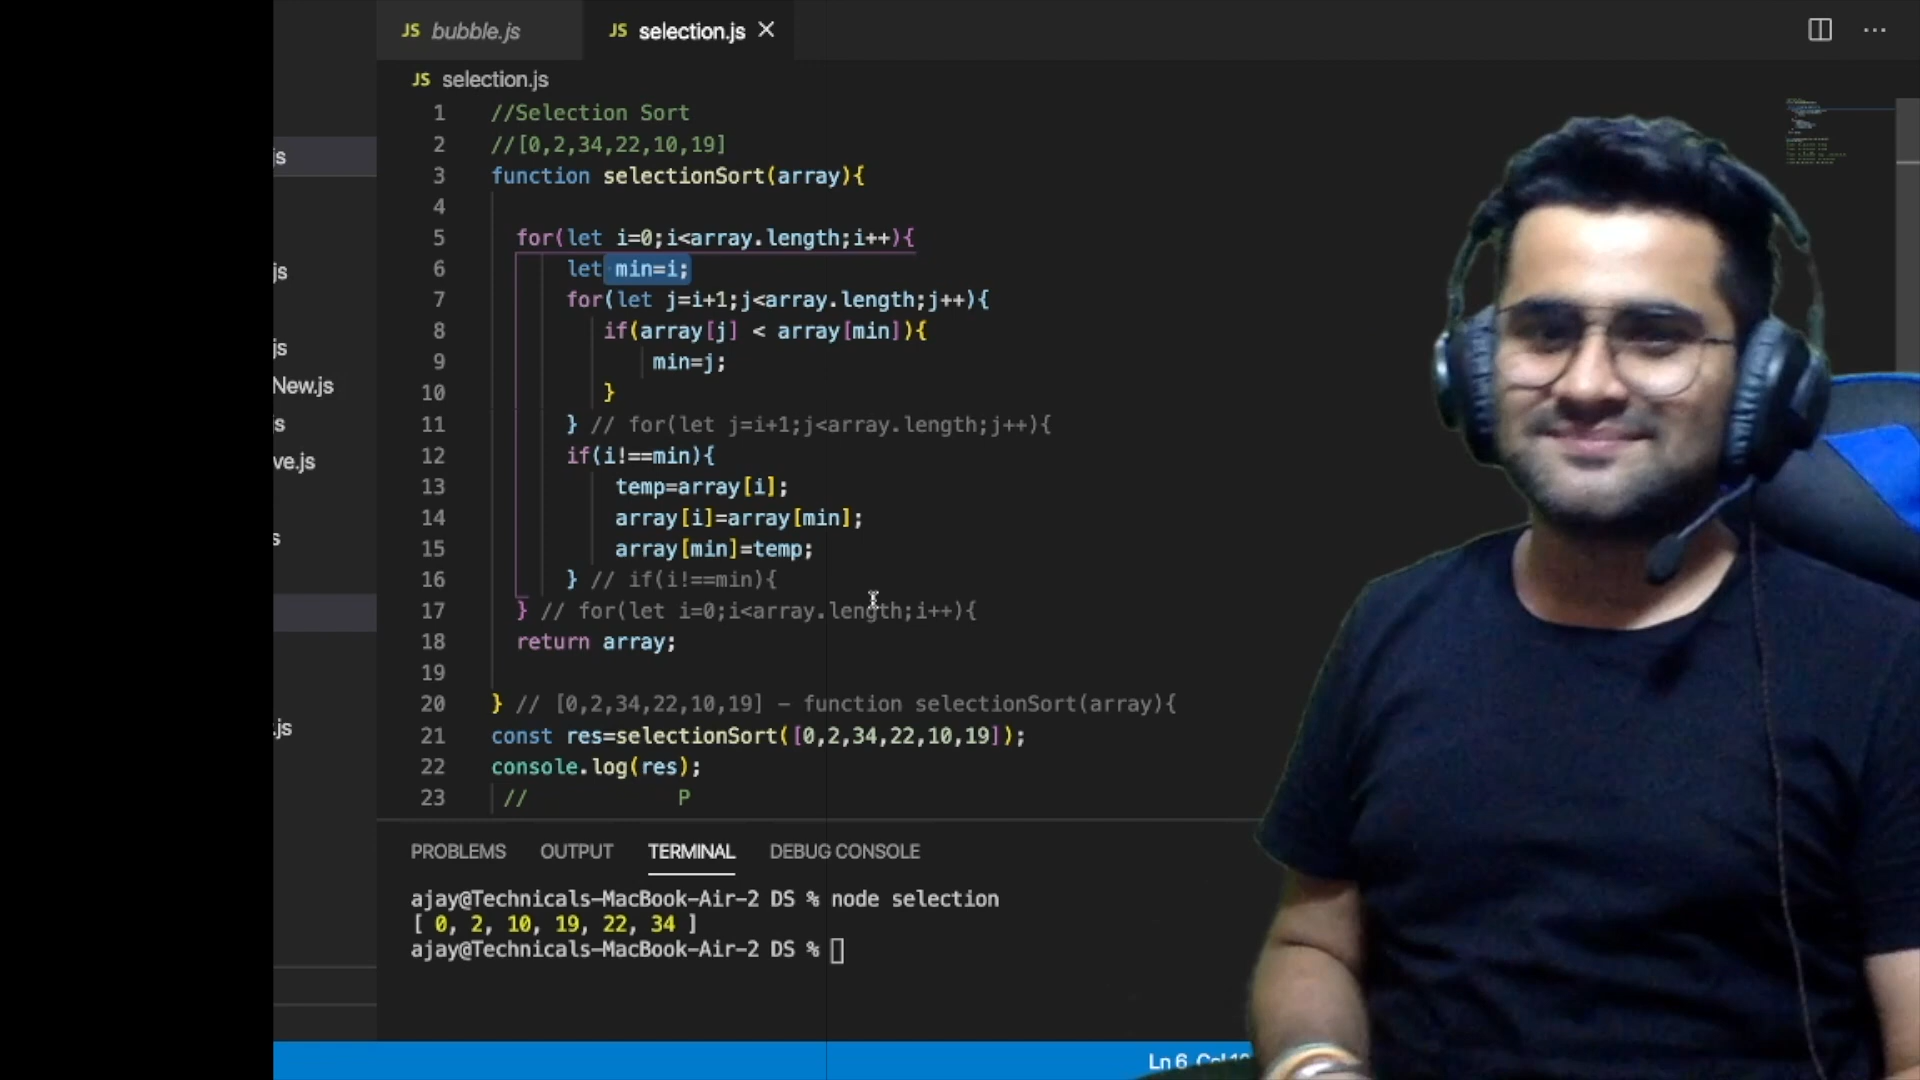 JS bubble.js
JS selection.js
JS selection.js
1 //Selection Sort
2 //[0,2,34,22,10,19]
3 function selectionSort(array){
4
5 for(let i=0;i<array.length;i++){
6 let min=i;
7 for(let j=i+1;j<array.length;j++){
8 if(array[j] < array[min]){
9 min=j;
10 }
11 } // for(let j=i+1;j<array.length;j++){
12 if(i!==min){
13 temp=array[i];
14 array[i]=array[min];
15 array[min]=temp;
16 } // if(i!==min){
17 } // for(let i=0;i<array.length;i++){
18 return array;
19
20 } // [0,2,34,22,10,19] – function selectionSort(array){
21 const res=selectionSort([0,2,34,22,10,19]);
22 console.log(res);
23 // P
js
js
js
New.js
js
ve.js
s
.js
PROBLEMS OUTPUT TERMINAL DEBUG CONSOLE
ajay@Technicals-MacBook-Air-2 DS % node selection
[ 0, 2, 10, 19, 22, 34 ]
ajay@Technicals-MacBook-Air-2 DS %
Ln 6